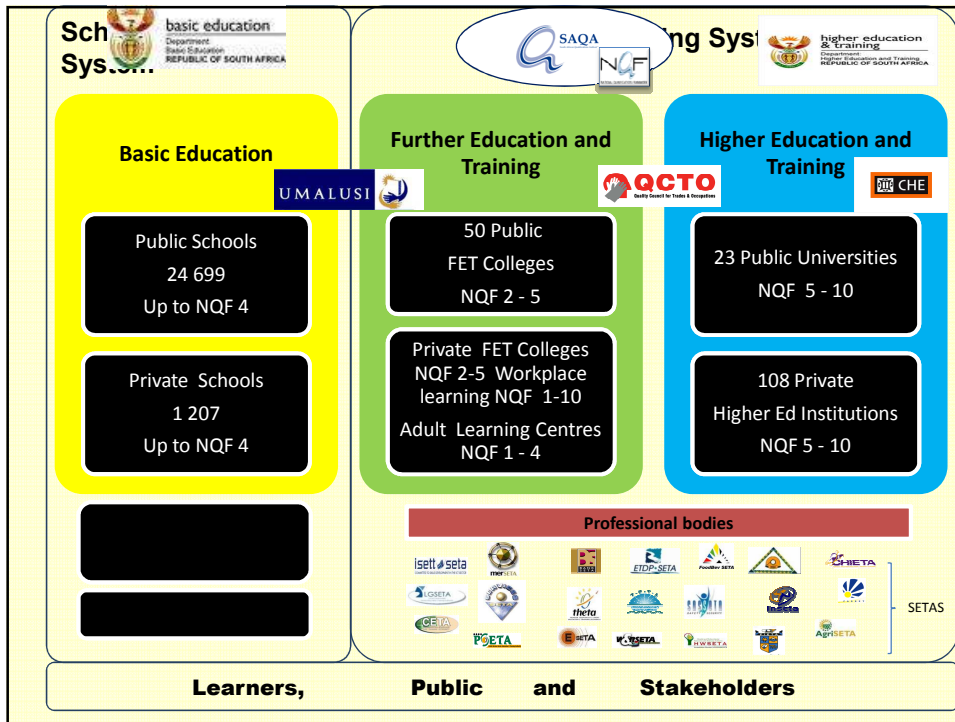 Sch
System
basic education
Department:
Basic Education
REPUBLIC OF SOUTH AFRICA
SAQA
NQF
ng Syst
higher education
& training
Department:
Higher Education and Training
REPUBLIC OF SOUTH AFRICA
Basic Education
UMALUSI
Public Schools
24 699
Up to NQF 4
Private Schools
1 207
Up to NQF 4
Further Education and
Training
QCTO
Quality Council for Trades & Occupations
50 Public
FET Colleges
NQF 2 - 5
Private FET Colleges
NQF 2-5 Workplace
learning NQF 1-10
Adult Learning Centres
NQF 1 - 4
Higher Education and
Training
CHE
23 Public Universities
NQF 5 - 10
108 Private
Higher Ed Institutions
NQF 5 - 10
Professional bodies
isett seta
merSETA
ETDP SETA
FoodBev SETA
CHIETA
LGSETA
theta
Inseta
CETA
PSETA
ESETA
W&RSETA
HWSETA
AgriSETA
SETAS
Learners, Public and Stakeholders